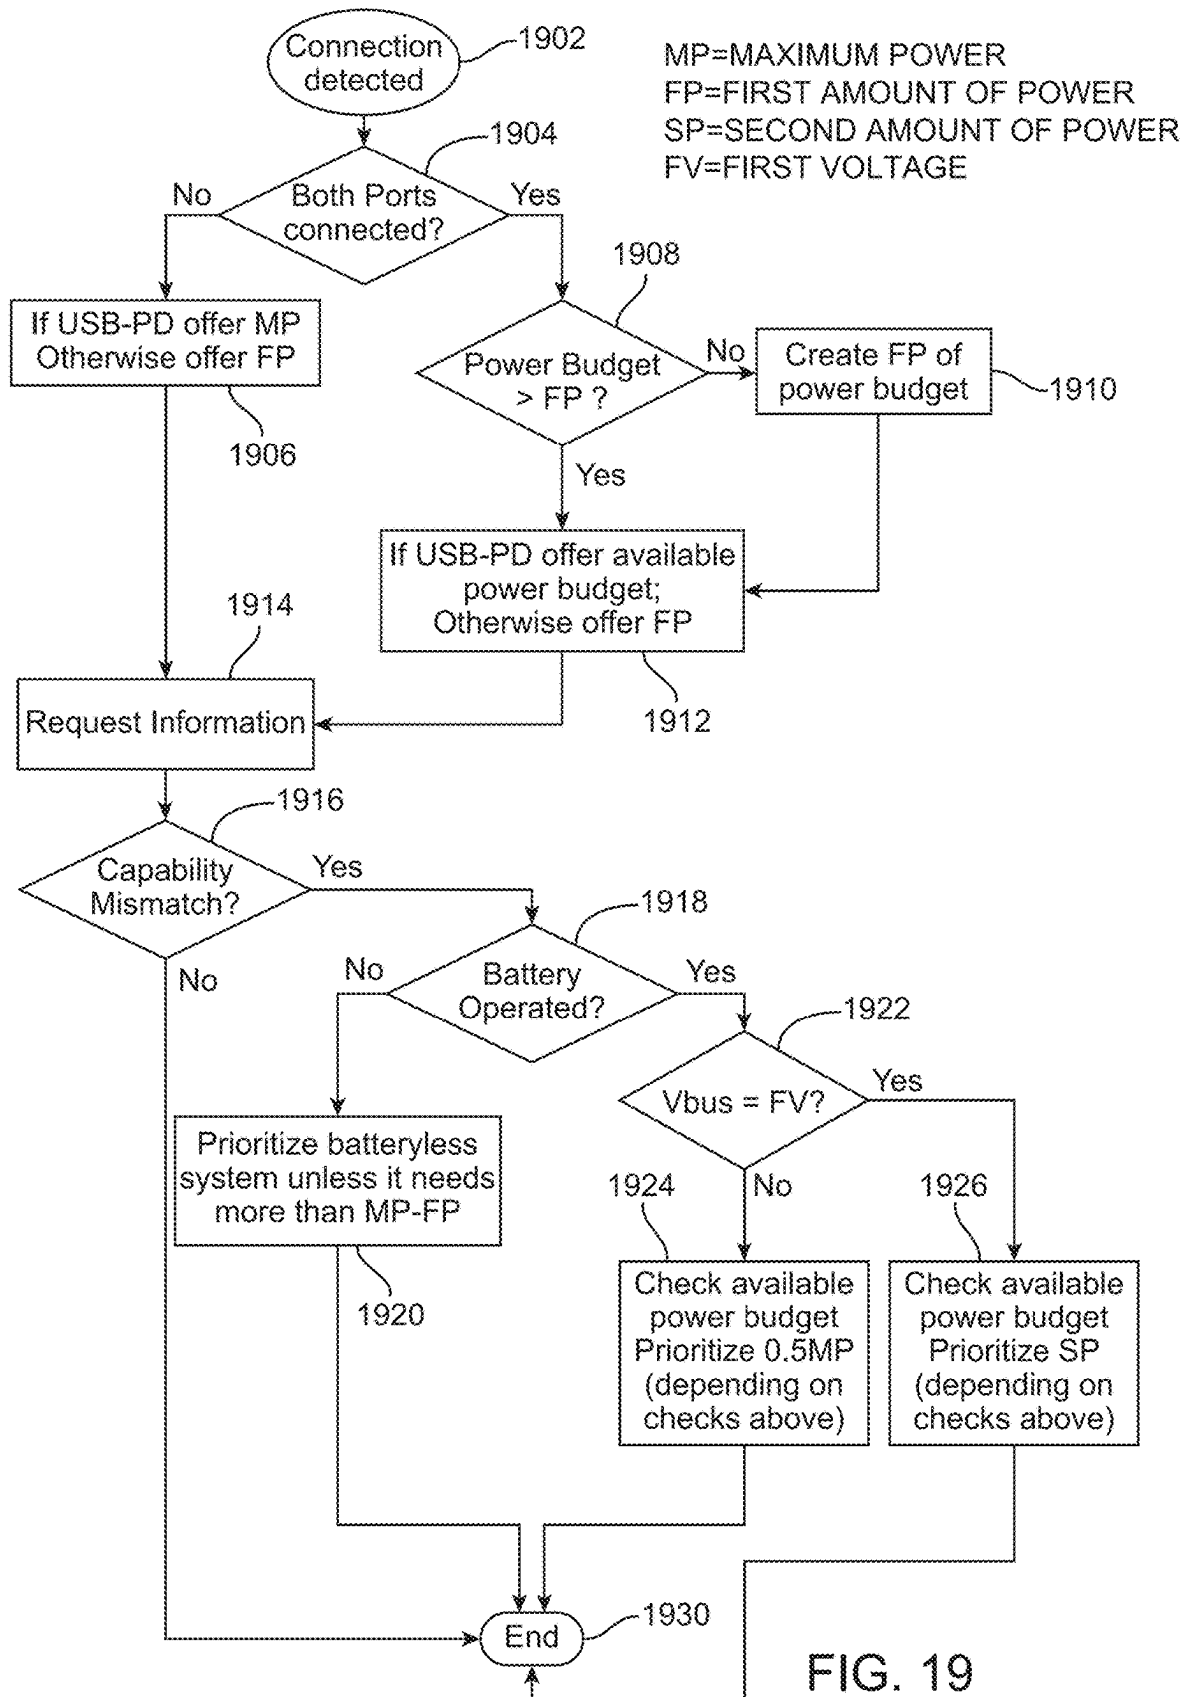 Connection
detected
1902
MP=MAXIMUM POWER
FP=FIRST AMOUNT OF POWER
SP=SECOND AMOUNT OF POWER
FV=FIRST VOLTAGE
1904
No
Both Ports
connected?
Yes
1908
If USB-PD offer MP
Otherwise offer FP
1906
Power Budget
> FP ?
No
Create FP of
power budget
1910
Yes
If USB-PD offer available
power budget;
Otherwise offer FP
1912
1914
Request Information
1916
Capability
Mismatch?
Yes
No
1918
No
Battery
Operated?
Yes
1922
Vbus = FV?
Yes
No
Prioritize batteryless
system unless it needs
more than MP-FP
1920
1924
Check available
power budget
Prioritize 0.5MP
(depending on
checks above)
1926
Check available
power budget
Prioritize SP
(depending on
checks above)
End
1930
FIG. 19